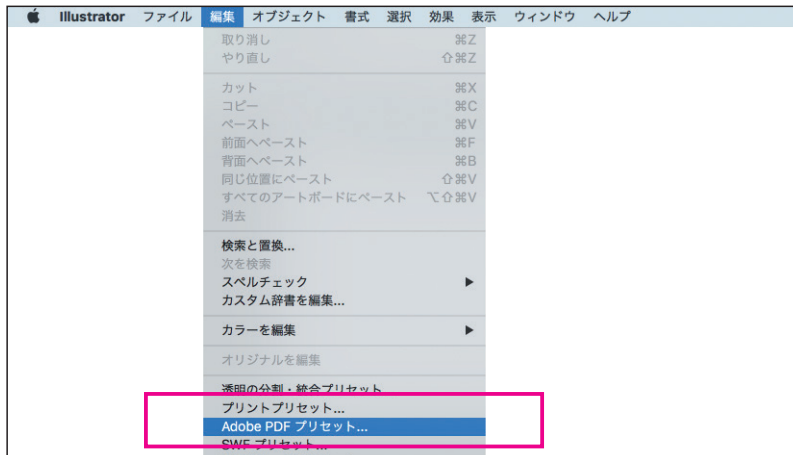 Illustrator ファイル 編集 オブジェクト 書式 選択 効果 表示 ウィンドウ ヘルプ
取り消し ⌘Z
やり直し ⇧⌘Z
カット ⌘X
コピー ⌘C
ペースト ⌘V
前面へペースト ⌘F
背面へペースト ⌘B
同じ位置にペースト ⇧⌘V
すべてのアートボードにペースト ⌥⇧⌘V
消去
検索と置換...
次を検索
スペルチェック ▶
カスタム辞書を編集...
カラーを編集 ▶
オリジナルを編集
透明の分割・統合プリセット...
プリントプリセット...
Adobe PDF プリセット...
SWF プリセット...